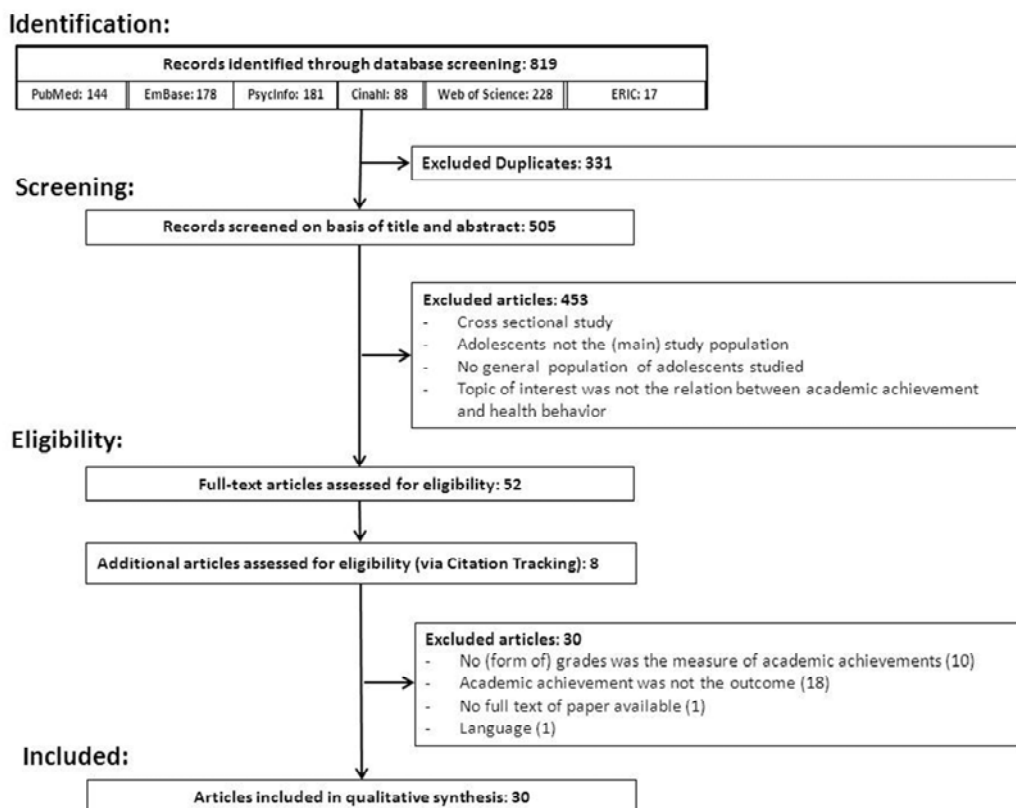 Identification:
Records identified through database screening: 819
PubMed: 144 EmBase: 178 PsycInfo: 181 Cinahl: 88 Web of Science: 228 ERIC: 17
Excluded Duplicates: 331
Screening:
Records screened on basis of title and abstract: 505
Excluded articles: 453
- Cross sectional study
- Adolescents not the (main) study population
- No general population of adolescents studied
- Topic of interest was not the relation between academic achievement
and health behavior
Eligibility:
Full-text articles assessed for eligibility: 52
Additional articles assessed for eligibility (via Citation Tracking): 8
Excluded articles: 30
- No (form of) grades was the measure of academic achievements (10)
- Academic achievement was not the outcome (18)
- No full text of paper available (1)
- Language (1)
Included:
Articles included in qualitative synthesis: 30